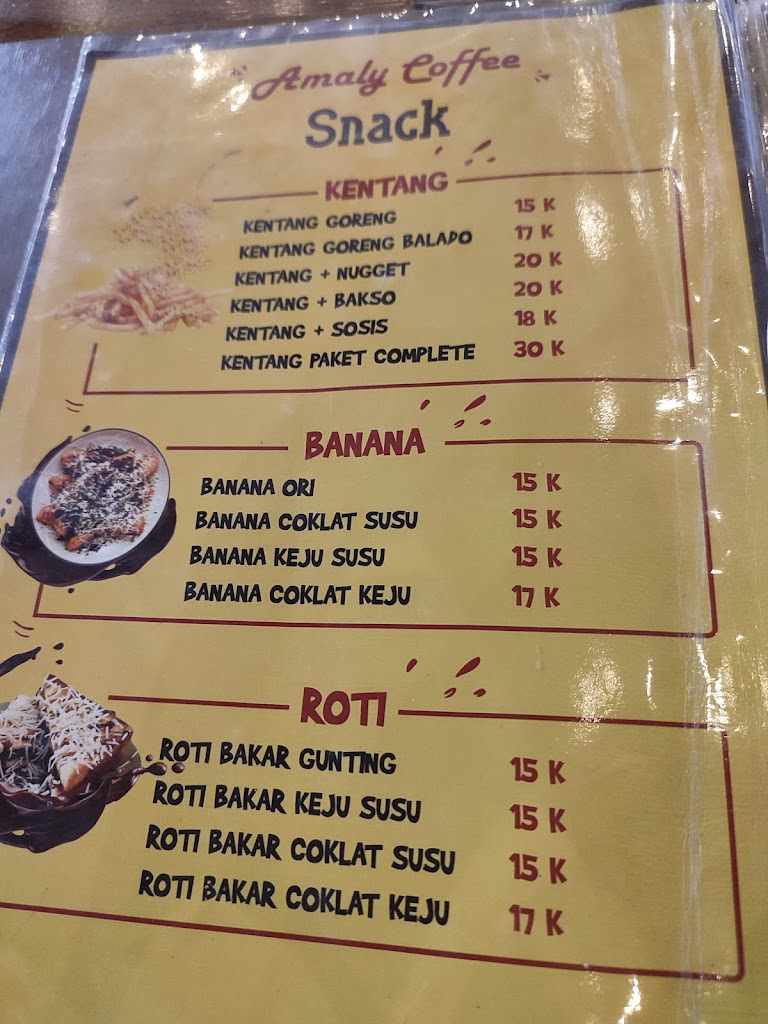 Amaly Coffee
Snack
KENTANG
KENTANG GORENG 15 K
KENTANG GORENG BALADO 17 K
KENTANG + NUGGET 20 K
KENTANG + BAKSO 20 K
KENTANG + SOSIS 18 K
KENTANG PAKET COMPLETE 30 K
BANANA
BANANA ORI 15 K
BANANA COKLAT SUSU 15 K
BANANA KEJU SUSU 15 K
BANANA COKLAT KEJU 17 K
ROTI
ROTI BAKAR GUNTING 15 K
ROTI BAKAR KEJU SUSU 15 K
ROTI BAKAR COKLAT SUSU 15 K
ROTI BAKAR COKLAT KEJU 17 K